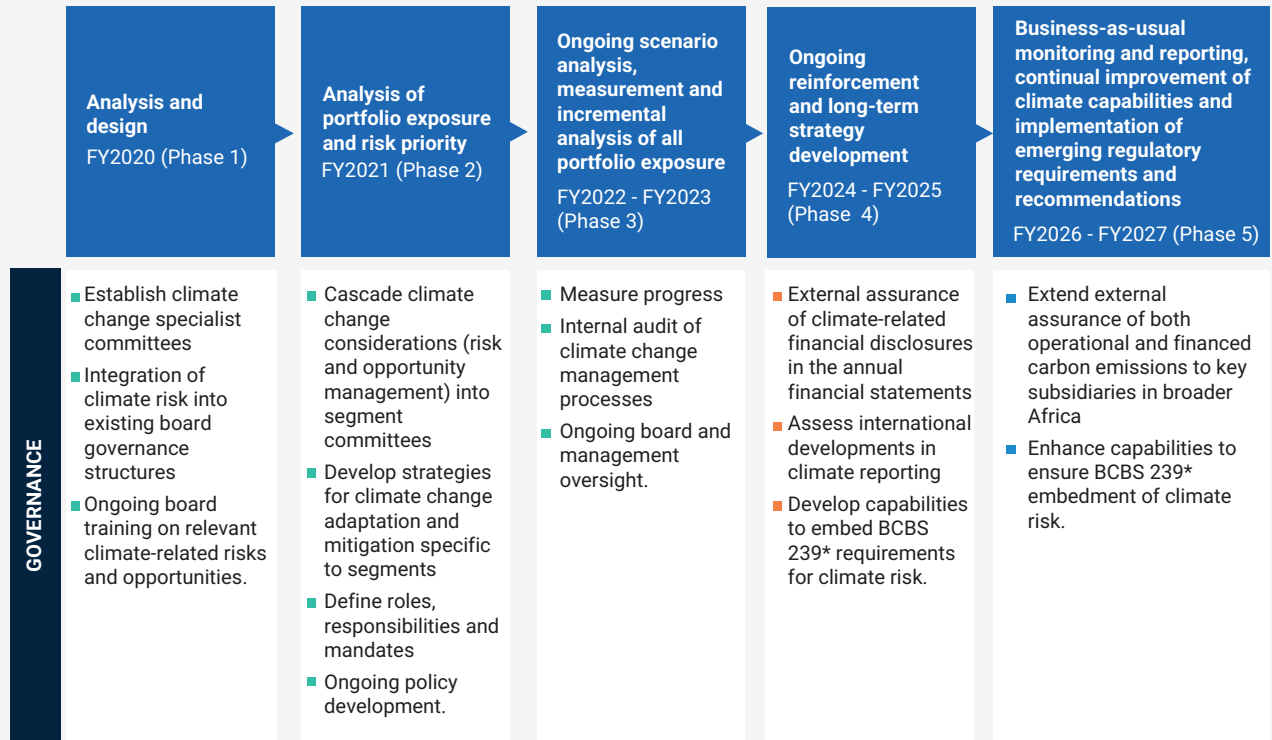 Analysis and
design
FY2020 (Phase 1)
Analysis of
portfolio exposure
and risk priority
FY2021 (Phase 2)
Ongoing scenario
analysis,
measurement and
incremental
analysis of all
portfolio exposure
FY2022 - FY2023
(Phase 3)
Ongoing
reinforcement
and long-term
strategy
development
FY2024 - FY2025
(Phase 4)
Business-as-usual
monitoring and reporting,
continual improvement of
climate capabilities and
implementation of
emerging regulatory
requirements and
recommendations
FY2026 - FY2027 (Phase 5)
GOVERNANCE
Establish climate
change specialist
committees
Integration of
climate risk into
existing board
governance
structures
Ongoing board
training on relevant
climate-related risks
and opportunities.
Cascade climate
change
considerations (risk
and opportunity
management) into
segment
committees
Develop strategies
for climate change
adaptation and
mitigation specific
to segments
Define roles,
responsibilities and
mandates
Ongoing policy
development.
Measure progress
Internal audit of
climate change
management
processes
Ongoing board and
management
oversight.
External assurance
of climate-related
financial disclosures
in the annual
financial statements
Assess international
developments in
climate reporting
Develop capabilities
to embed BCBS
239* requirements
for climate risk.
Extend external
assurance of both
operational and financed
carbon emissions to key
subsidiaries in broader
Africa
Enhance capabilities to
ensure BCBS 239*
embedment of climate
risk.